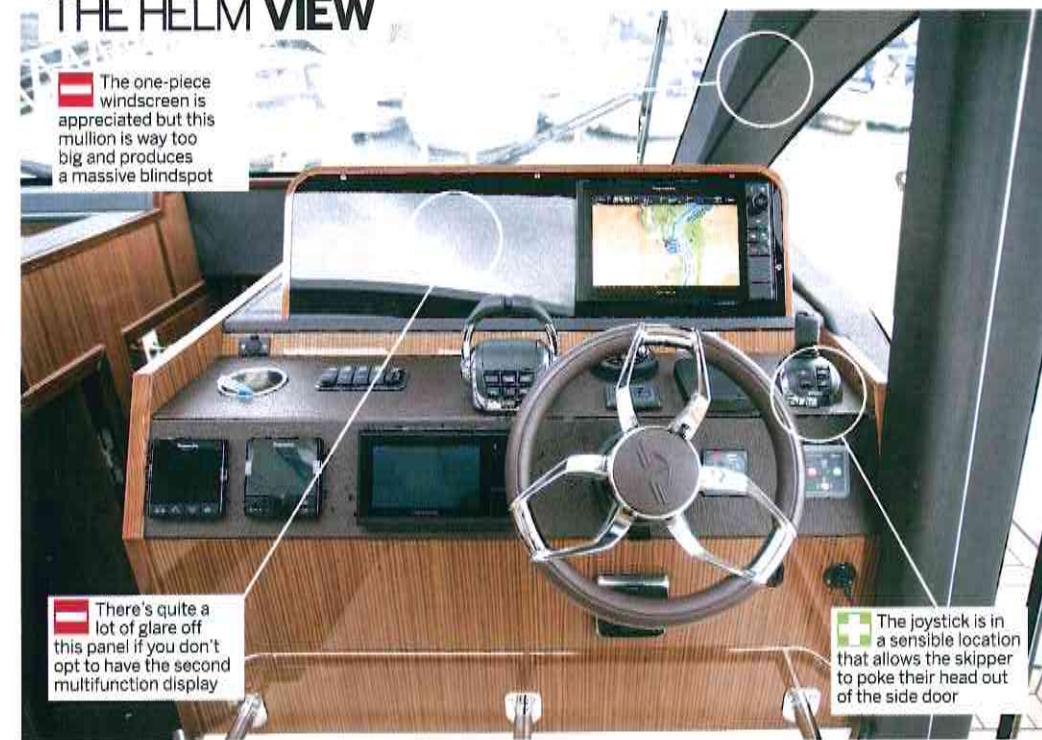 THE HELM VIEW
The one-piece
windscreen is
appreciated but this
mullion is way too
big and produces
a massive blindspot
There's quite a
lot of glare off
this panel if you don't
opt to have the second
multifunction display
The joystick is in
a sensible location
that allows the skipper
to poke their head out
of the side door